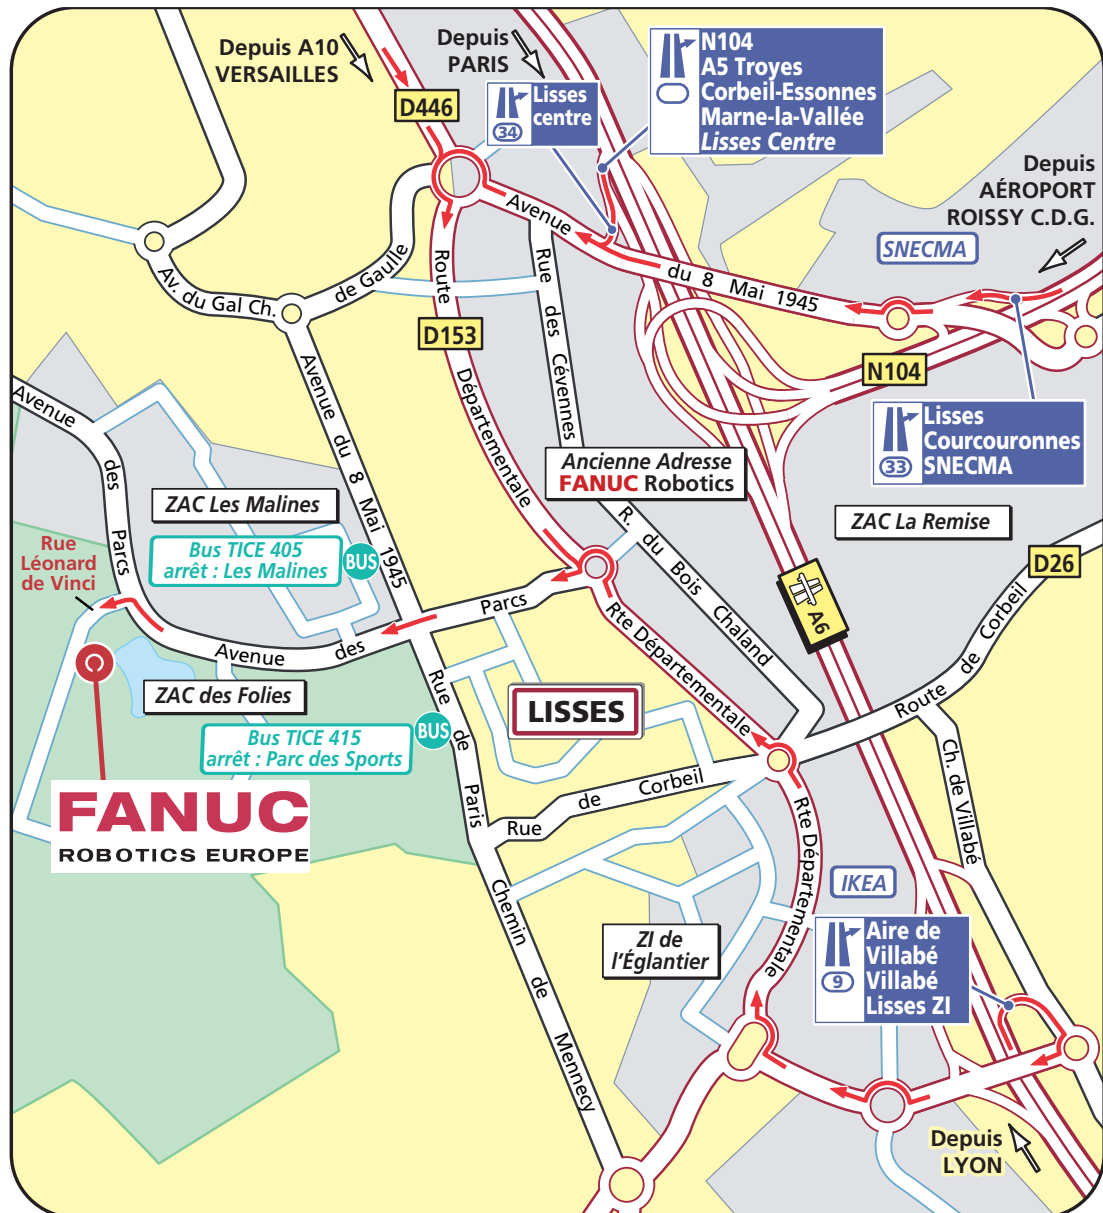 Depuis A10
VERSAILLES
Depuis
PARIS
N104
A5 Troyes
Corbeil-Essonnes
Marne-la-Vallée
Lisses Centre
Lisses
centre
34
D446
Depuis
AÉROPORT
ROISSY C.D.G.
SNECMA
Avenue du 8 Mai 1945
Av. du Gal Ch. de Gaulle
Route Départementale
D153
Rue des Cévennes
N104
Lisses
Courcouronnes
SNECMA
33
Avenue des Parcs
Avenue du 8 Mai 1945
Ancienne Adresse
FANUC Robotics
ZAC Les Malines
ZAC La Remise
Bus TICE 405
arrêt : Les Malines
BUS
Rue
Léonard
de Vinci
R. du Bois Chaland
D26
A6
Avenue des Parcs
Rte Départementale
Route de Corbeil
ZAC des Folies
LISSES
Bus TICE 415
arrêt : Parc des Sports
BUS
Rue de Paris
Rue de Corbeil
Ch. de Villabé
FANUC
ROBOTICS EUROPE
Rte Départementale
IKEA
Chemin de Mennecy
ZI de
l'Églantier
Aire de
Villabé
Villabé
Lisses ZI
9
Depuis
LYON